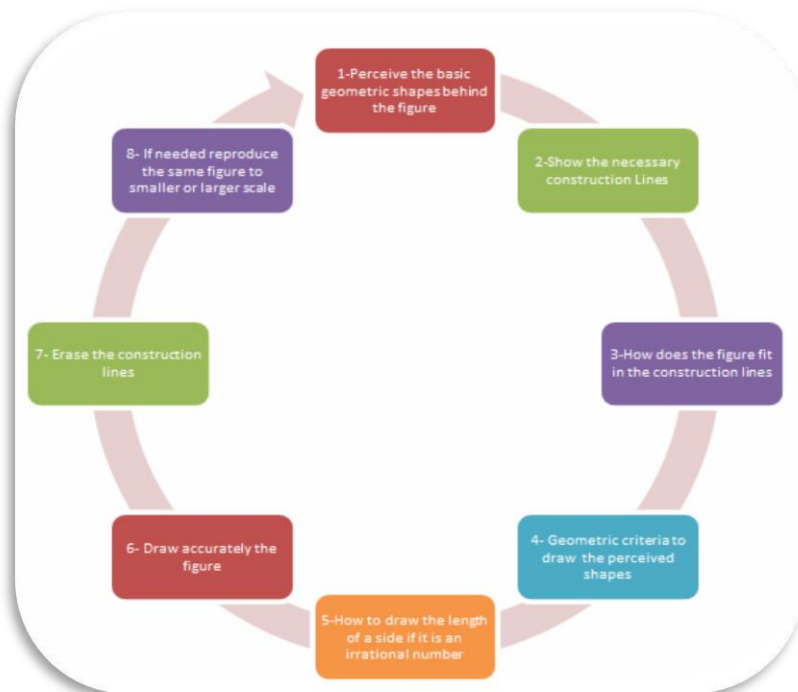 1-Perceive the basic
geometric shapes behind
the figure
2-Show the necessary
construction Lines
3-How does the figure fit
in the construction lines
4- Geometric criteria to
draw the perceived
shapes
5-How to draw the length
of a side if it is an
irrational number
6- Draw accurately the
figure
7- Erase the construction
lines
8- If needed reproduce
the same figure to
smaller or larger scale